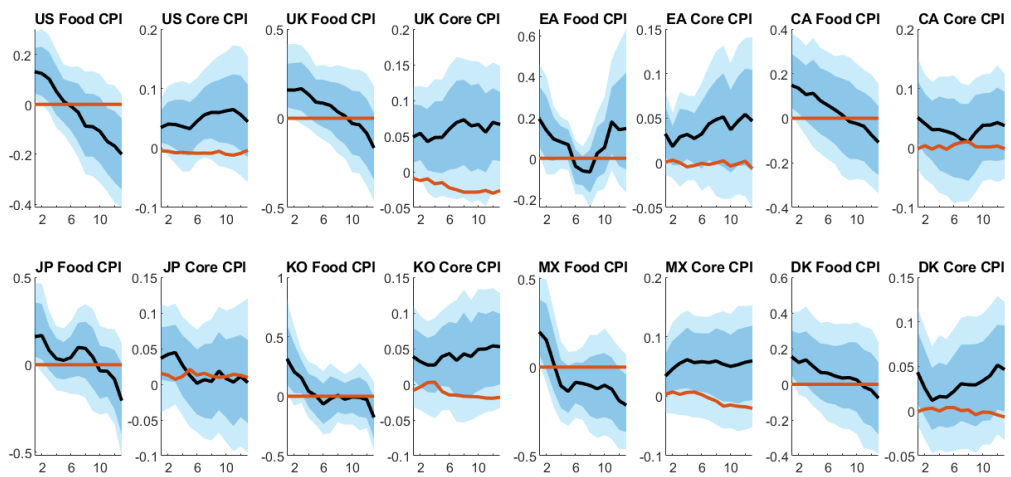 US Food CPI US Core CPI UK Food CPI UK Core CPI EA Food CPI EA Core CPI CA Food CPI CA Core CPI
0.2 0.2 0.5 0.2 0.6 0.15 0.4 0.2
0.15 0.4 0.1 0.2
0 0.1 0.1 0.2 0.1
0 0.05 0.05 0
-0.2 0 0 0 0 -0.2 0
-0.4 -0.1 -0.5 -0.05 -0.2 -0.05 -0.4 -0.1
2 6 10 2 6 10 2 6 10 2 6 10 2 6 10 2 6 10 2 6 10 2 6 10
JP Food CPI JP Core CPI KO Food CPI KO Core CPI MX Food CPI MX Core CPI DK Food CPI DK Core CPI
0.5 0.15 1 0.15 0.5 0.2 0.6 0.15
0.1 0.1 0.4 0.1
0.05 0.5 0.05 0.1 0.2
0 0 0 0 0.05
-0.05 0 -0.05 0 0
-0.2 0
-0.5 -0.1 -0.5 -0.1 -0.5 -0.1 -0.4 -0.05
2 6 10 2 6 10 2 6 10 2 6 10 2 6 10 2 6 10 2 6 10 2 6 10